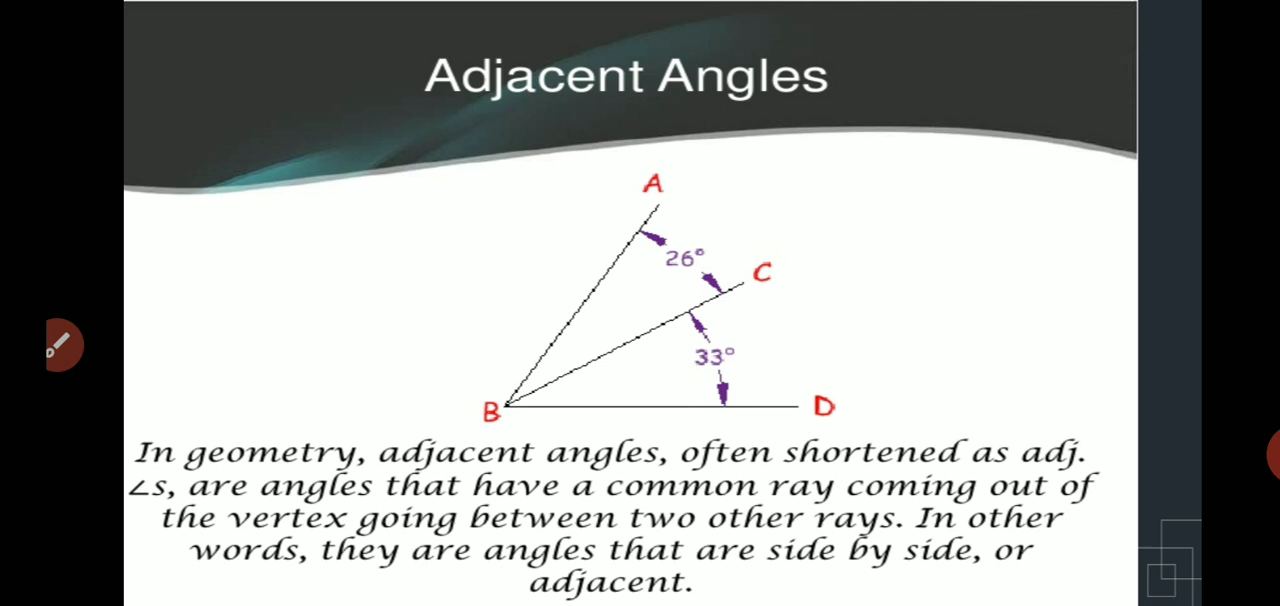 Adjacent Angles
A
26°
C
33°
B
D
In geometry, adjacent angles, often shortened as adj.
∠s, are angles that have a common ray coming out of
the vertex going between two other rays. In other
words, they are angles that are side by side, or
adjacent.